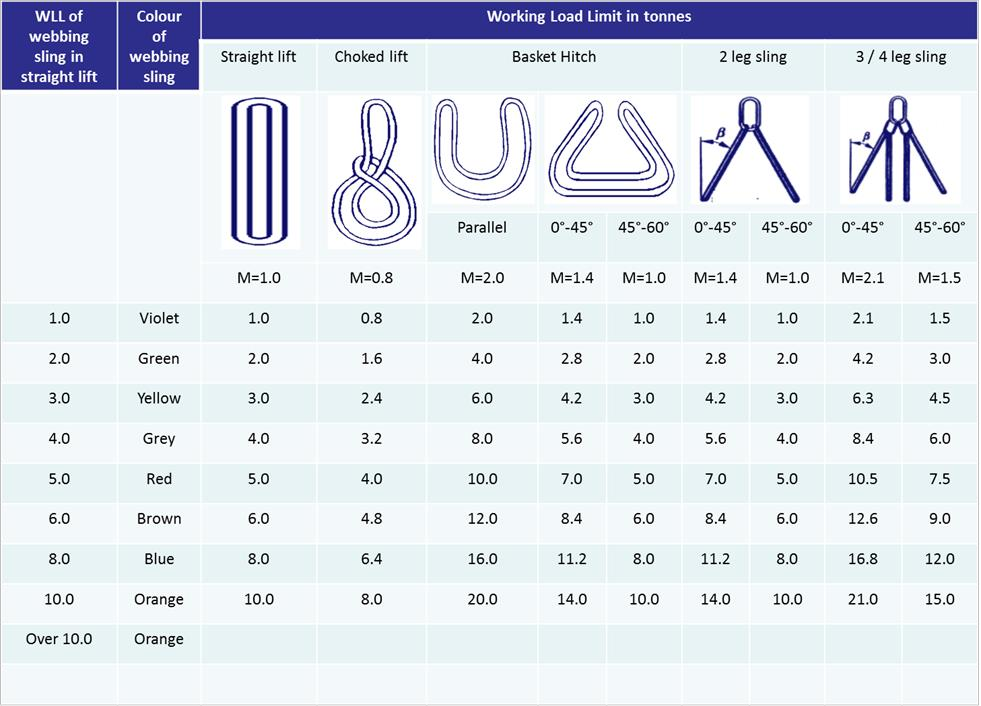 WLL of webbing sling in straight lift
Colour of webbing sling
Working Load Limit in tonnes
Straight lift Choked lift Basket Hitch 2 leg sling 3 / 4 leg sling
β β
Parallel 0°-45° 45°-60° 0°-45° 45°-60° 0°-45° 45°-60°
M=1.0 M=0.8 M=2.0 M=1.4 M=1.0 M=1.4 M=1.0 M=2.1 M=1.5
1.0 Violet 1.0 0.8 2.0 1.4 1.0 1.4 1.0 2.1 1.5
2.0 Green 2.0 1.6 4.0 2.8 2.0 2.8 2.0 4.2 3.0
3.0 Yellow 3.0 2.4 6.0 4.2 3.0 4.2 3.0 6.3 4.5
4.0 Grey 4.0 3.2 8.0 5.6 4.0 5.6 4.0 8.4 6.0
5.0 Red 5.0 4.0 10.0 7.0 5.0 7.0 5.0 10.5 7.5
6.0 Brown 6.0 4.8 12.0 8.4 6.0 8.4 6.0 12.6 9.0
8.0 Blue 8.0 6.4 16.0 11.2 8.0 11.2 8.0 16.8 12.0
10.0 Orange 10.0 8.0 20.0 14.0 10.0 14.0 10.0 21.0 15.0
Over 10.0 Orange